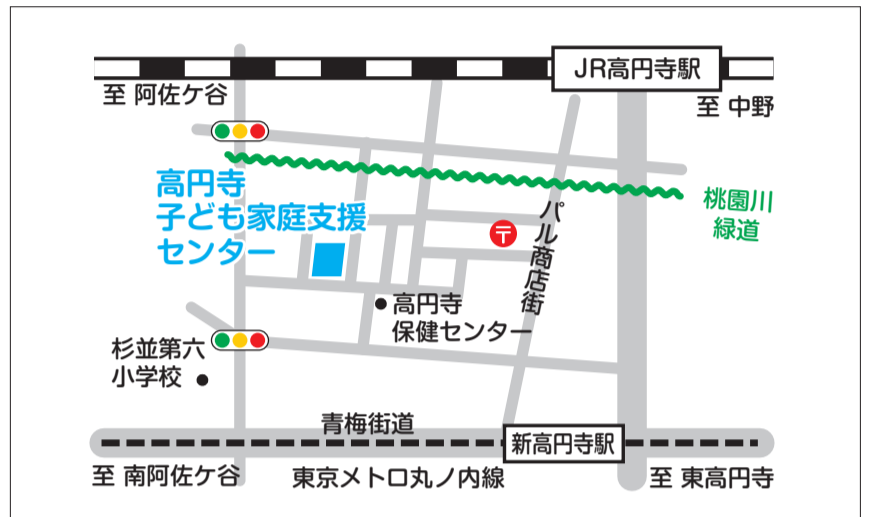 JR高円寺駅
至 阿佐ケ谷
至 中野
高円寺
子ども家庭支援
センター
桃園川
緑道
〒
パル商店街
高円寺
保健センター
杉並第六
小学校
青梅街道
新高円寺駅
至 南阿佐ケ谷
東京メトロ丸ノ内線
至 東高円寺